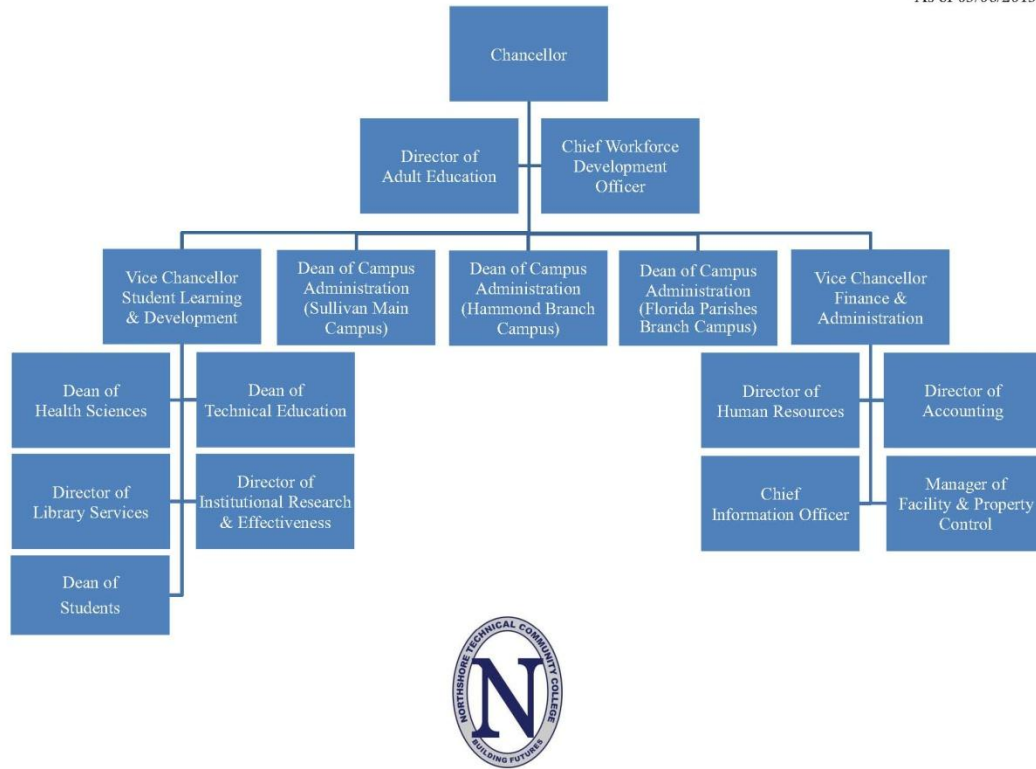 Chancellor
Director of
Adult Education
Chief Workforce
Development
Officer
Vice Chancellor
Student Learning
& Development
Dean of Campus
Administration
(Sullivan Main
Campus)
Dean of Campus
Administration
(Hammond Branch
Campus)
Dean of Campus
Administration
(Florida Parishes
Branch Campus)
Vice Chancellor
Finance &
Administration
Dean of
Health Sciences
Dean of
Technical Education
Director of
Human Resources
Director of
Accounting
Director of
Library Services
Director of
Institutional Research
& Effectiveness
Chief
Information Officer
Manager of
Facility & Property
Control
Dean of
Students
NORTHSHORE TECHNICAL COMMUNITY COLLEGE
N
BUILDING FUTURES